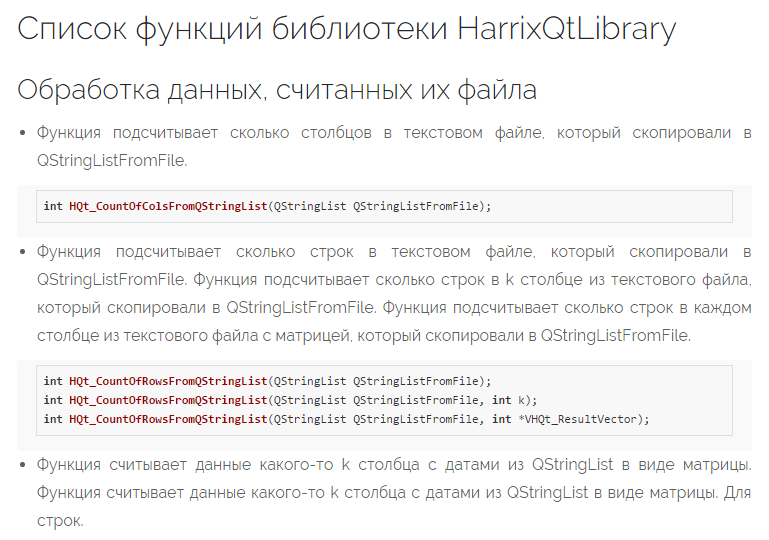 Список функций библиотеки HarrixQtLibrary
Обработка данных, считанных их файла
Функция подсчитывает сколько столбцов в текстовом файле, который скопировали в
QStringListFromFile.
int HQt_CountOfColsFromQStringList(QStringList QStringListFromFile);
Функция подсчитывает сколько строк в текстовом файле, который скопировали в
QStringListFromFile. Функция подсчитывает сколько строк в k столбце из текстового файла,
который скопировали в QStringListFromFile. Функция подсчитывает сколько строк в каждом
столбце из текстового файла с матрицей, который скопировали в QStringListFromFile.
int HQt_CountOfRowsFromQStringList(QStringList QStringListFromFile);
int HQt_CountOfRowsFromQStringList(QStringList QStringListFromFile, int k);
int HQt_CountOfRowsFromQStringList(QStringList QStringListFromFile, int *VHQt_ResultVector);
Функция считывает данные какого-то k столбца с датами из QStringList в виде матрицы.
Функция считывает данные какого-то k столбца с датами из QStringList в виде матрицы. Для
строк.